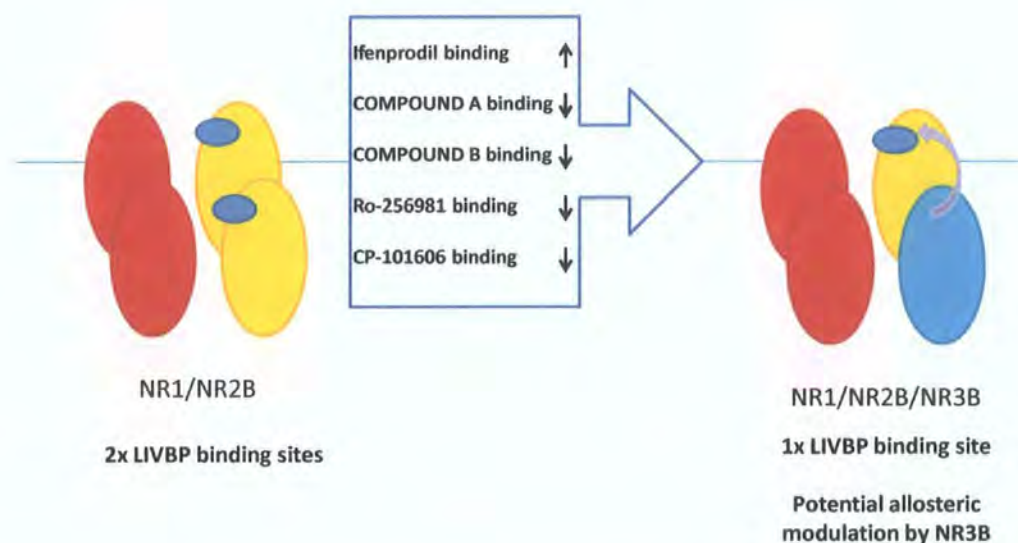 Ifenprodil binding
COMPOUND A binding
COMPOUND B binding
Ro-256981 binding
CP-101606 binding
NR1/NR2B
2x LIVBP binding sites
NR1/NR2B/NR3B
1x LIVBP binding site
Potential allosteric
modulation by NR3B